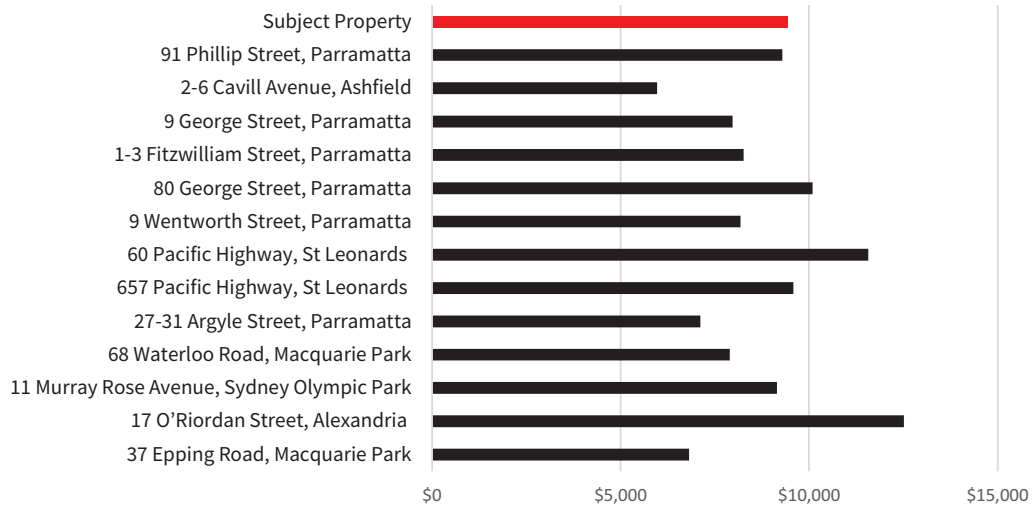 Subject Property
91 Phillip Street, Parramatta
2-6 Cavill Avenue, Ashfield
9 George Street, Parramatta
1-3 Fitzwilliam Street, Parramatta
80 George Street, Parramatta
9 Wentworth Street, Parramatta
60 Pacific Highway, St Leonards
657 Pacific Highway, St Leonards
27-31 Argyle Street, Parramatta
68 Waterloo Road, Macquarie Park
11 Murray Rose Avenue, Sydney Olympic Park
17 O’Riordan Street, Alexandria
37 Epping Road, Macquarie Park
$0 $5,000 $10,000 $15,000